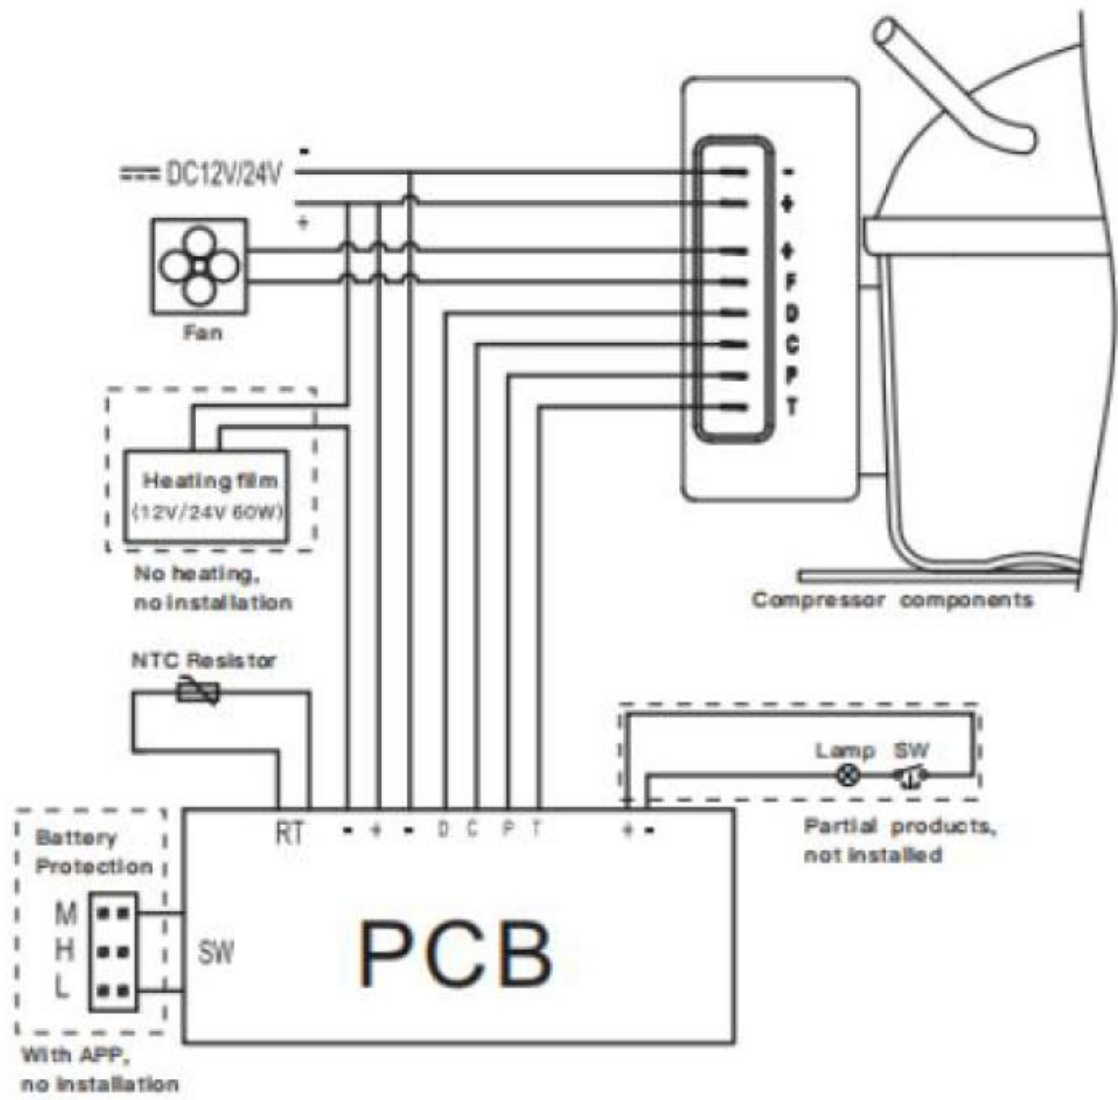 -
DC12V/24V
+
-
+
+
F
D
C
P
T
Fan
Heating film
(12V/24V 60W)
No heating,
no installation
Compressor components
NTC Resistor
Lamp SW
Partial products,
not installed
RT - + - D C P T + -
Battery
Protection
M
H
L
SW
PCB
With APP,
no installation